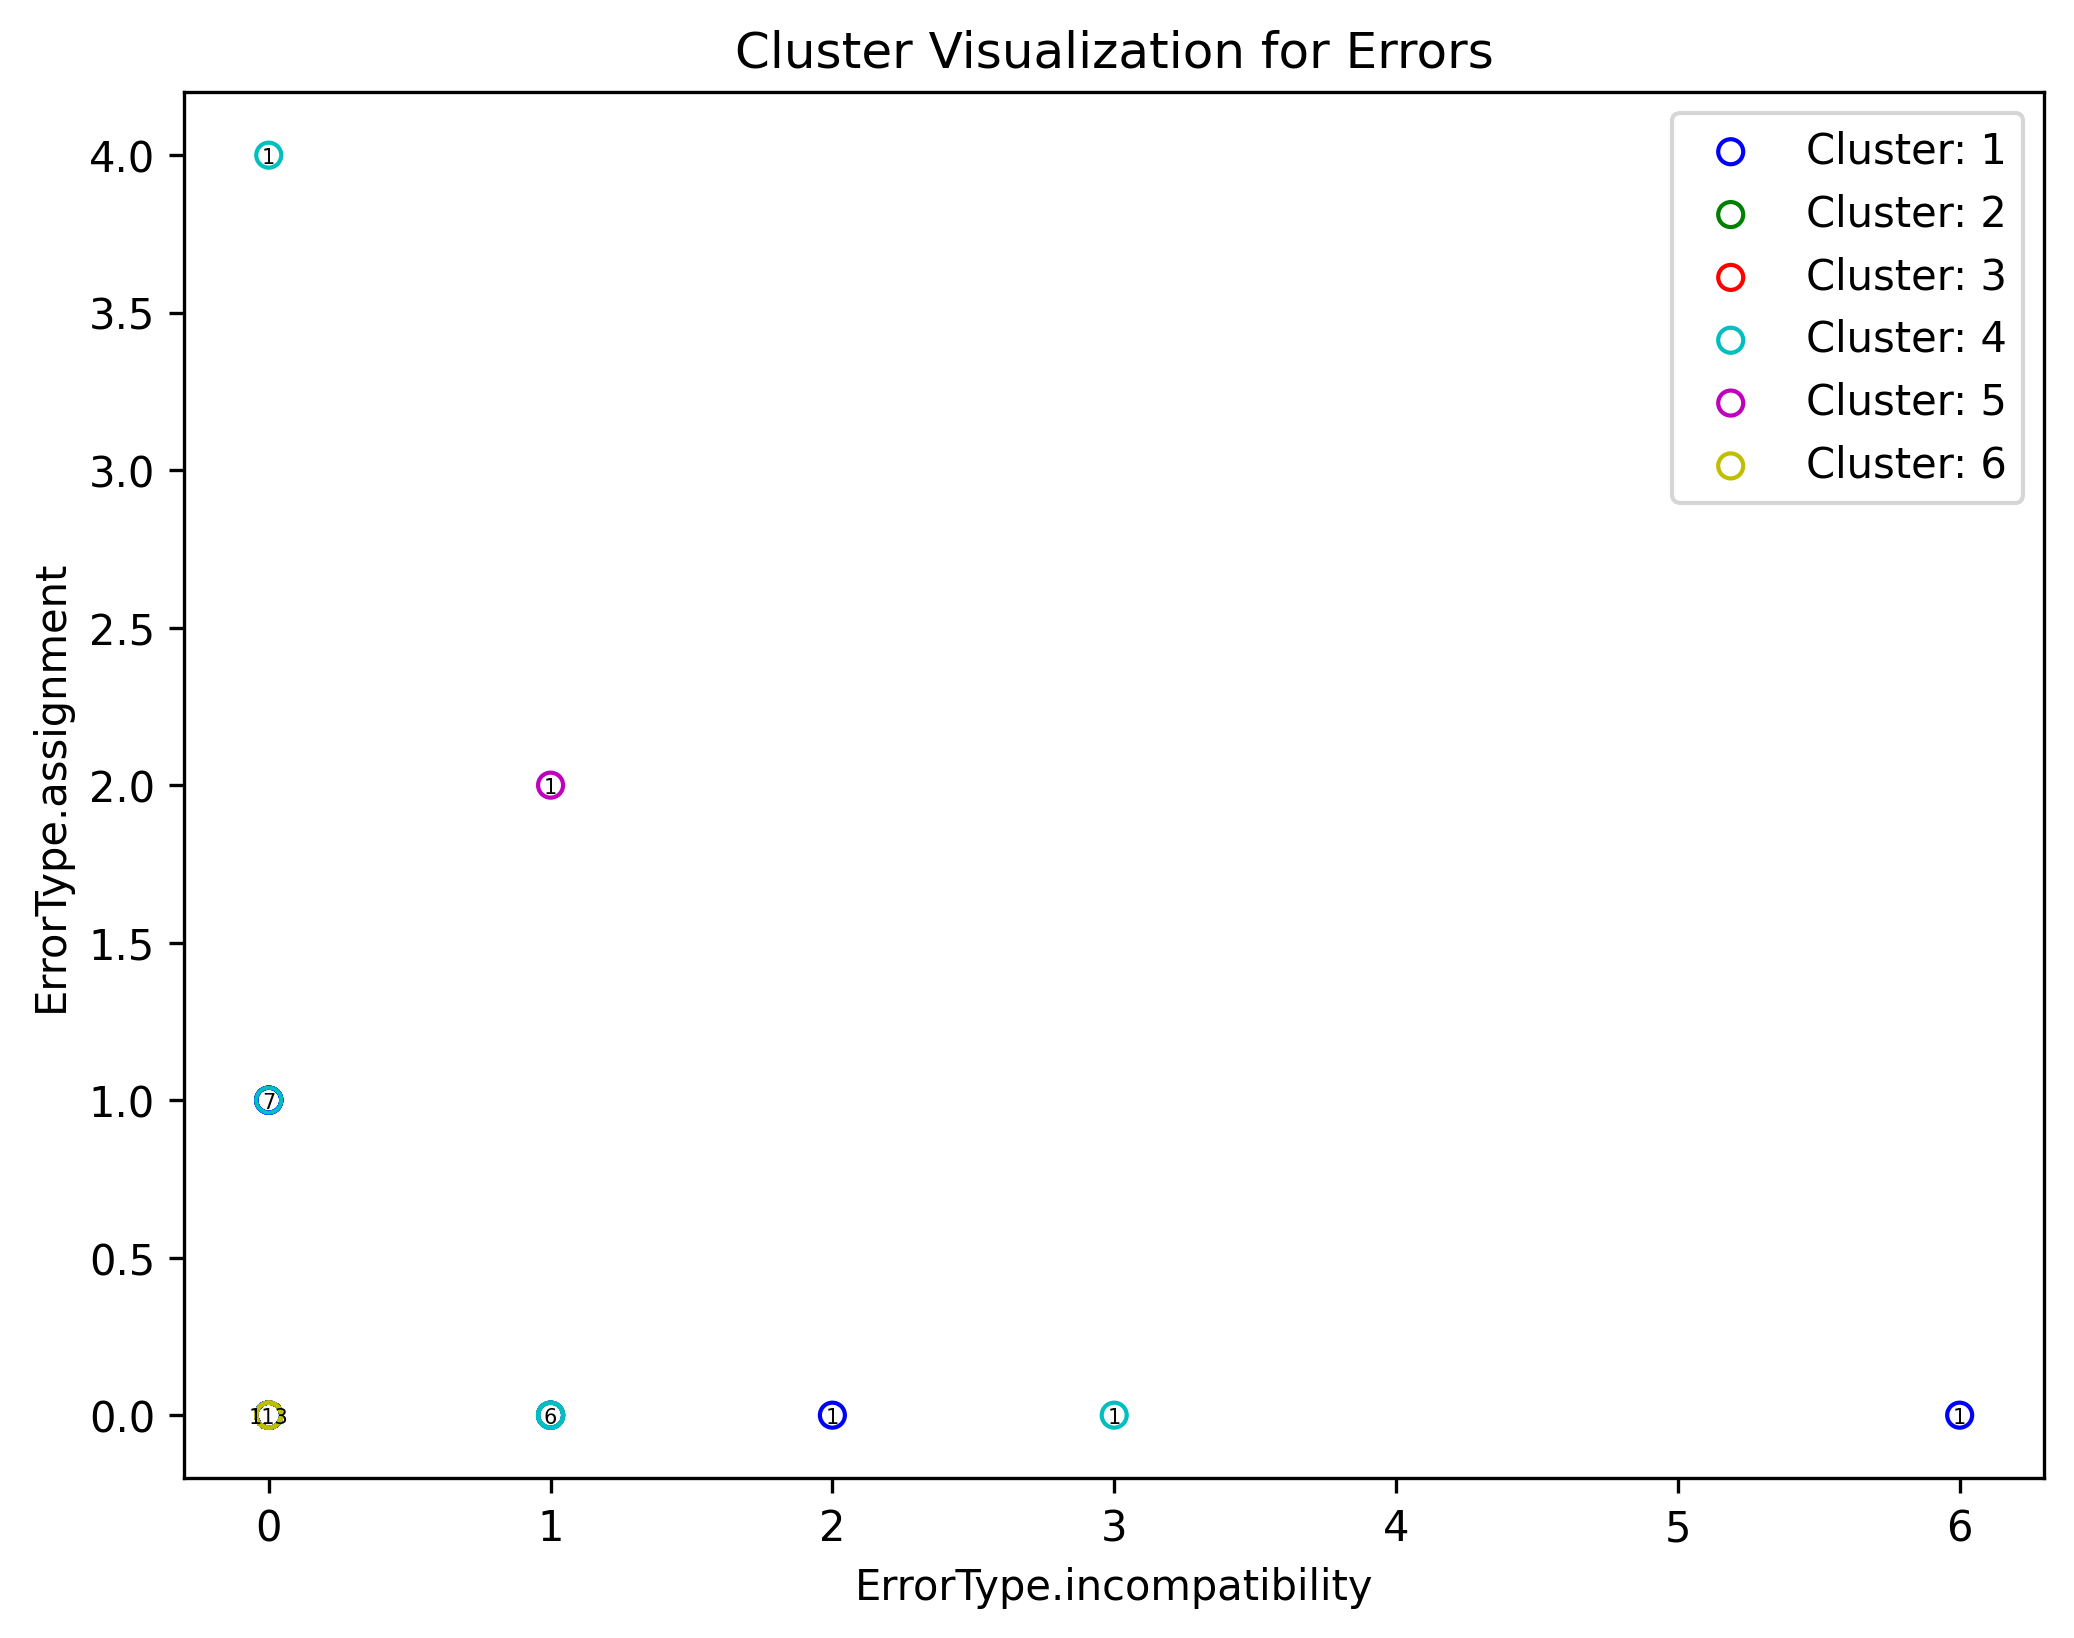 Cluster Visualization for Errors
Cluster: 1
Cluster: 2
Cluster: 3
Cluster: 4
Cluster: 5
Cluster: 6
ErrorType.assignment
4.0
3.5
3.0
2.5
2.0
1.5
1.0
0.5
0.0
1
1
7
113
6
1
1
1
0
1
2
3
4
5
6
ErrorType.incompatibility